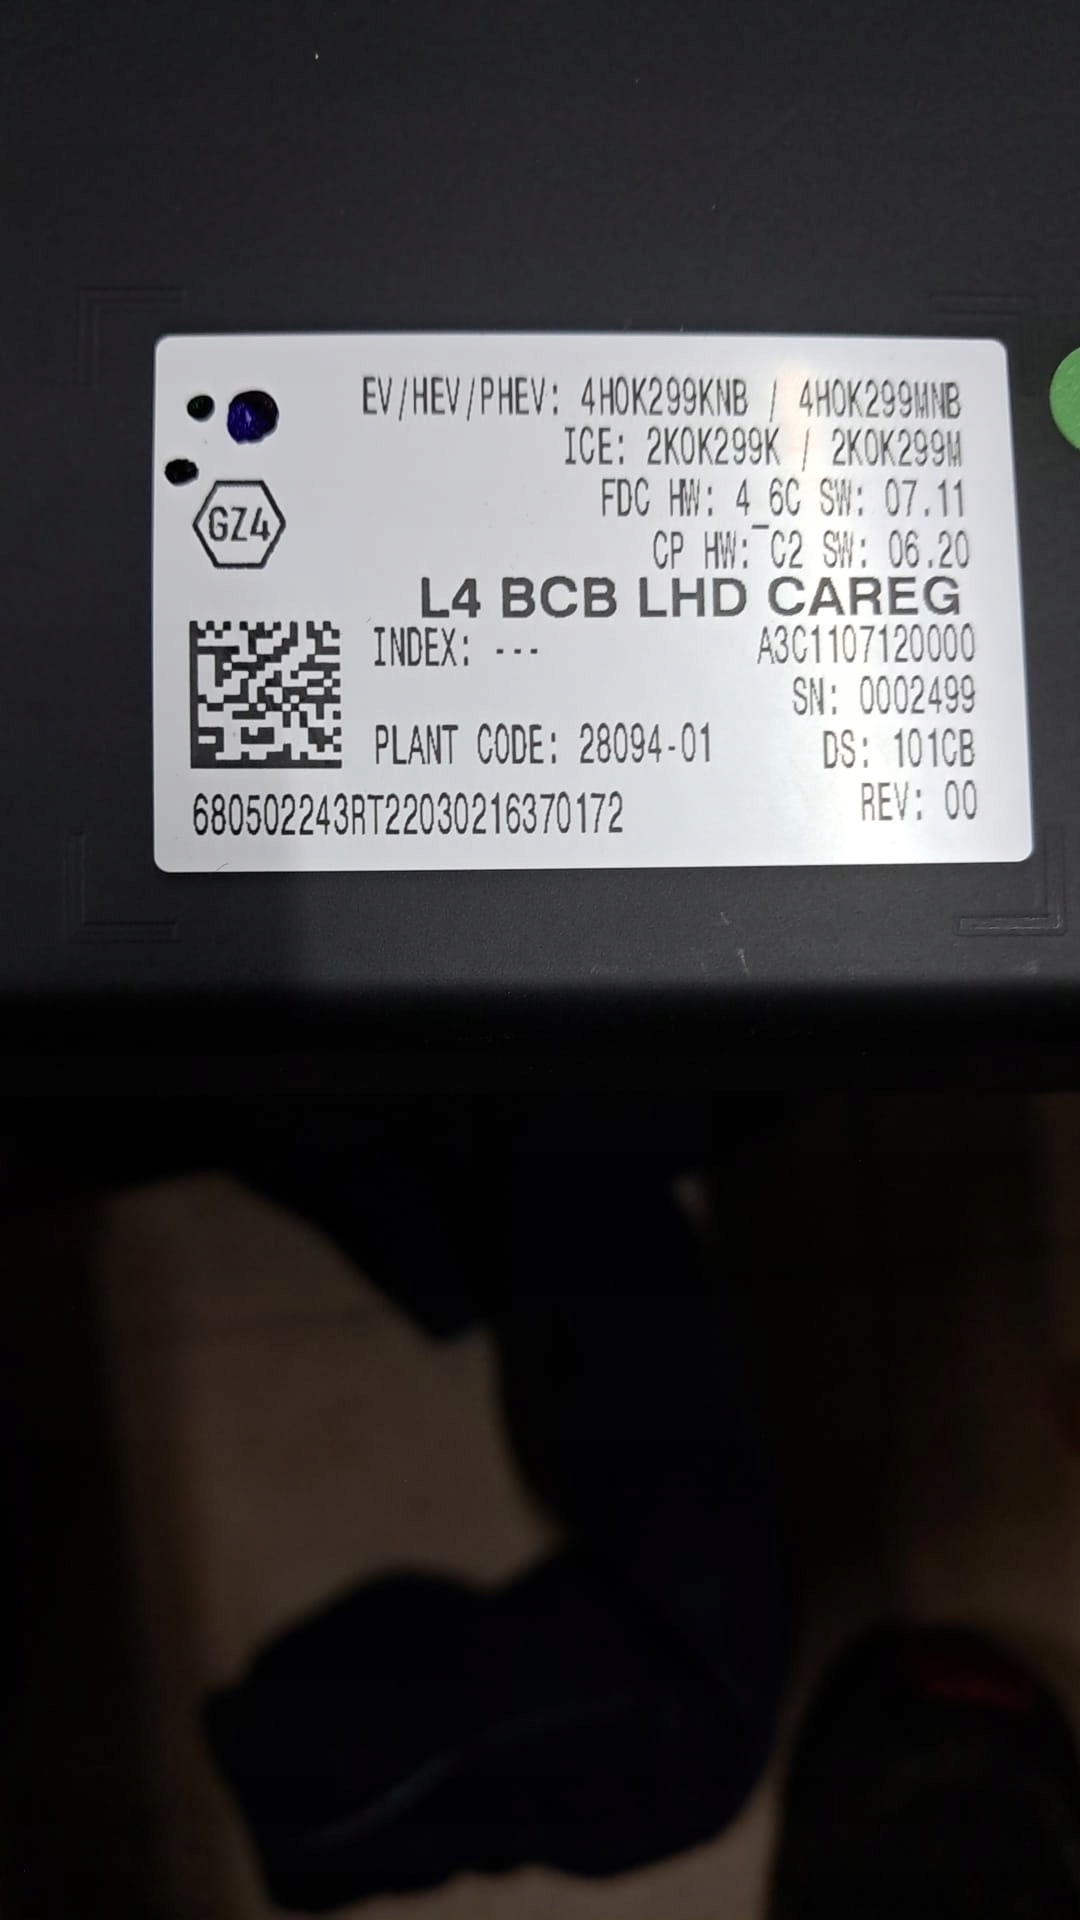 EV/HEV/PHEV: 4H0K299KNB / 4H0K299MNB
ICE: 2K0K299K / 2K0K299M
FDC HW: 4_6C SW: 07.11
CP HW: C2 SW: 06.20
GZ4
L4 BCB LHD CAREG
INDEX: --- A3C1107120000
SN: 0002499
PLANT CODE: 28094-01 DS: 101CB
680502243RT22030216370172 REV: 00